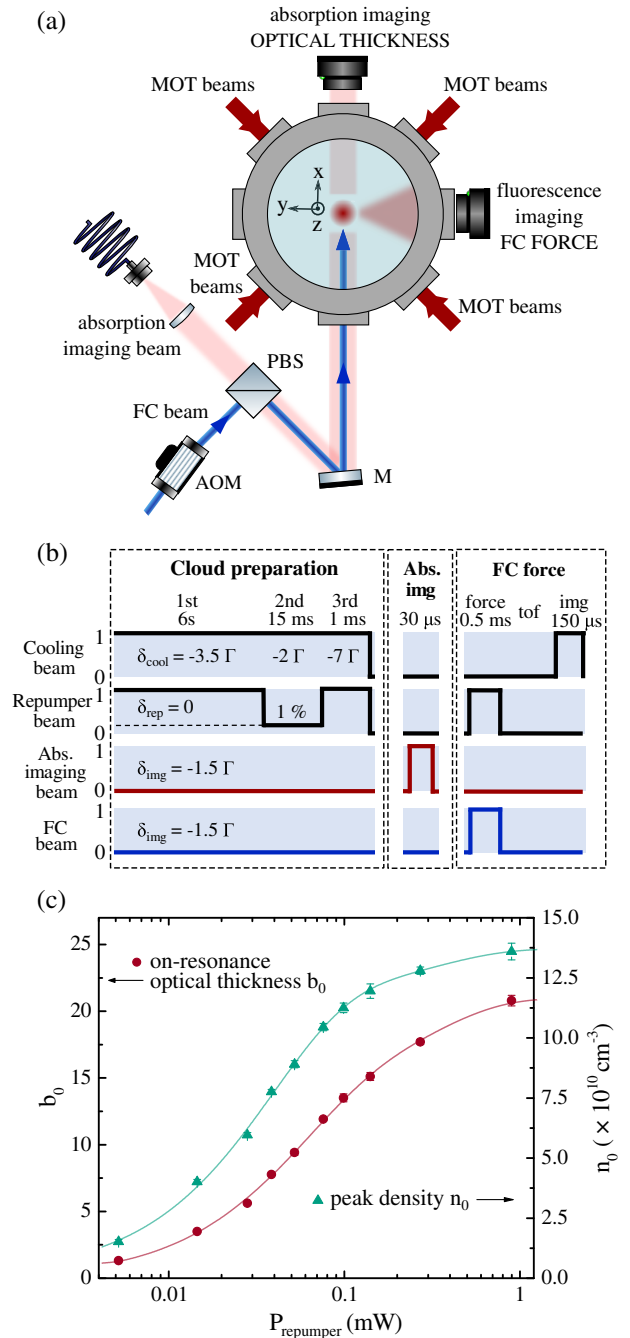 (a)
absorption imaging
OPTICAL THICKNESS
MOT beams
MOT beams
x
y
z
fluorescence
imaging
FC FORCE
MOT
beams
MOT beams
absorption
imaging beam
PBS
FC beam
AOM
M
(b)
Cloud preparation
Abs.
img
FC force
1st
6s
2nd
15 ms
3rd
1 ms
30 μs
force
0.5 ms
tof
img
150 μs
Cooling
beam
1
0
δcool = -3.5 Γ
-2 Γ
-7 Γ
Repumper
beam
1
0
δrep = 0
1 %
Abs.
imaging
beam
1
0
δimg = -1.5 Γ
FC
beam
1
0
δimg = -1.5 Γ
(c)
on-resonance
optical thickness b0
peak density n0
b0
25
20
15
10
5
0
n0 ( × 10^10 cm^-3)
15.0
12.5
10.0
7.5
5.0
2.5
0.0
0.01
0.1
1
Prepumper (mW)